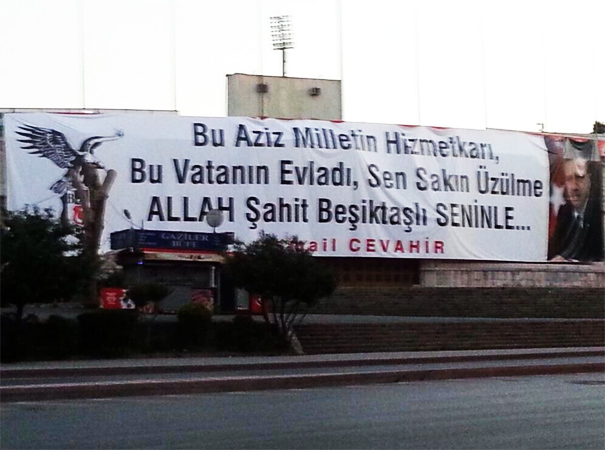 Bu Aziz Milletin Hizmetkarı,
Bu Vatanın Evladı, Sen Sakın Üzülme
ALLAH Şahit Beşiktaşlı SENİNLE...
CEVAHİR
GAZİLER
BÜFE